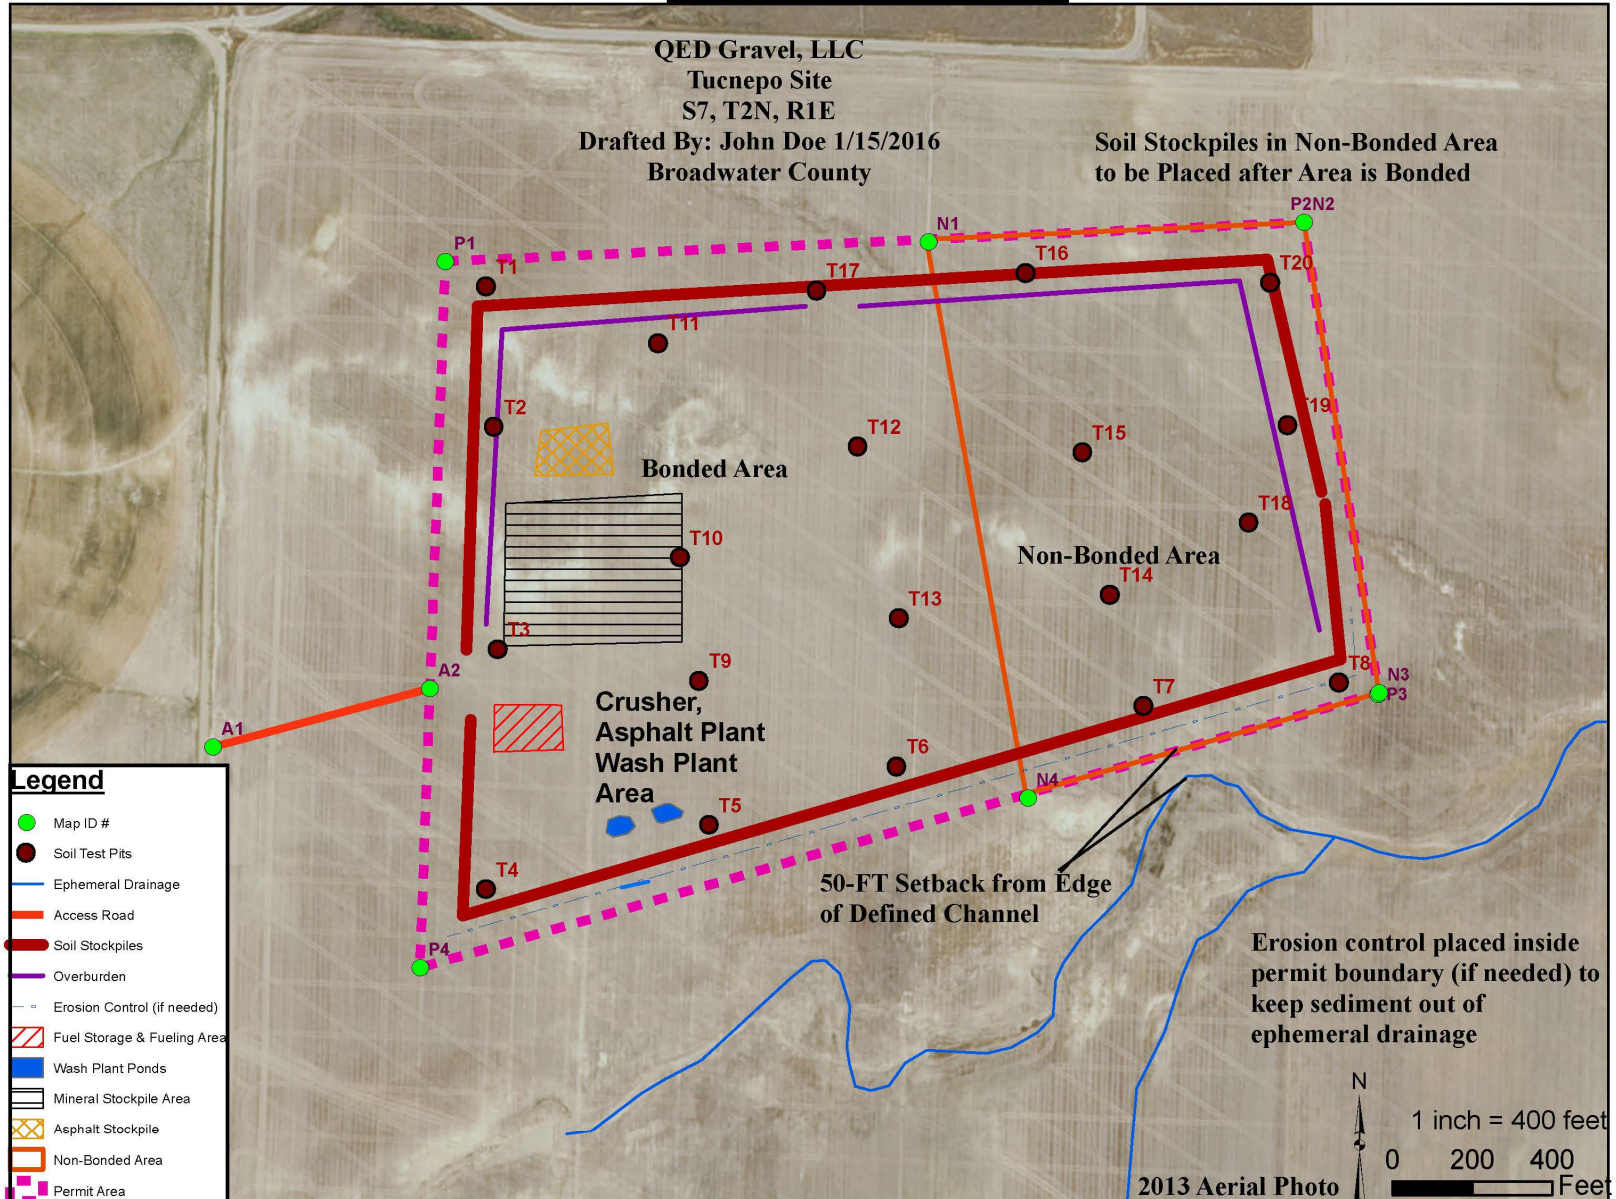 QED Gravel, LLC
Tucnepo Site
S7, T2N, R1E
Drafted By: John Doe 1/15/2016
Broadwater County
Soil Stockpiles in Non-Bonded Area
to be Placed after Area is Bonded
P1
N1
P2N2
T1
T17
T16
T20
T11
T2
T12
T15
T19
Bonded Area
T10
T18
Non-Bonded Area
T14
T13
T3
A2
T9
T7
T8
N3
P3
A1
Crusher,
Asphalt Plant
Wash Plant
Area
T6
N4
T5
T4
P4
50-FT Setback from Edge
of Defined Channel
Erosion control placed inside
permit boundary (if needed) to
keep sediment out of
ephemeral drainage
Legend
Map ID #
Soil Test Pits
Ephemeral Drainage
Access Road
Soil Stockpiles
Overburden
Erosion Control (if needed)
Fuel Storage & Fueling Area
Wash Plant Ponds
Mineral Stockpile Area
Asphalt Stockpile
Non-Bonded Area
Permit Area
N
1 inch = 400 feet
0 200 400
Feet
2013 Aerial Photo